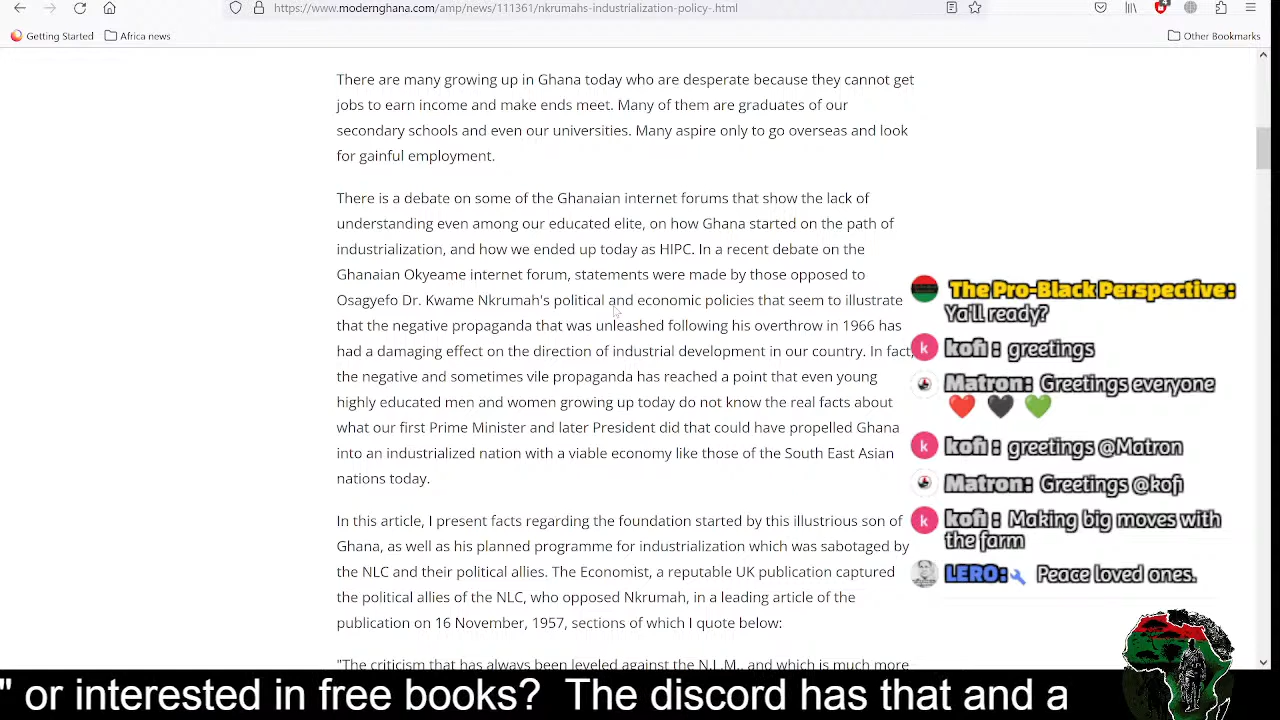 https://www.modernghana.com/amp/news/111361/nkrumahs-industrialization-policy-.html
4
Getting Started
Africa news
Other Bookmarks
There are many growing up in Ghana today who are desperate because they cannot get
jobs to earn income and make ends meet. Many of them are graduates of our
secondary schools and even our universities. Many aspire only to go overseas and look
for gainful employment.
There is a debate on some of the Ghanaian internet forums that show the lack of
understanding even among our educated elite, on how Ghana started on the path of
industrialization, and how we ended up today as HIPC. In a recent debate on the
Ghanaian Okyeame internet forum, statements were made by those opposed to
Osagyefo Dr. Kwame Nkrumah's political and economic policies that seem to illustrate
that the negative propaganda that was unleashed following his overthrow in 1966 has
had a damaging effect on the direction of industrial development in our country. In fact,
the negative and sometimes vile propaganda has reached a point that even young
highly educated men and women growing up today do not know the real facts about
what our first Prime Minister and later President did that could have propelled Ghana
into an industrialized nation with a viable economy like those of the South East Asian
nations today.
In this article, I present facts regarding the foundation started by this illustrious son of
Ghana, as well as his planned programme for industrialization which was sabotaged by
the NLC and their political allies. The Economist, a reputable UK publication captured
the political allies of the NLC, who opposed Nkrumah, in a leading article of the
publication on 16 November, 1957, sections of which I quote below:
"The criticism that has always been leveled against the N.L.M., and which is much more
The Pro-Black Perspective:
Ya'll ready?
k kofi : greetings
Matron: Greetings everyone
❤️ 🖤 💚
k kofi : greetings @Matron
Matron: Greetings @kofi
k kofi : Making big moves with
the farm
LERO:🔧 Peace loved ones.
" or interested in free books? The discord has that and a